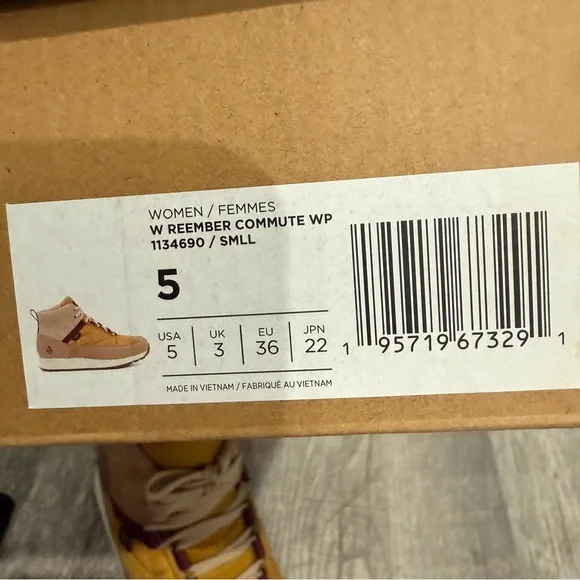 WOMEN / FEMMES
W REEMBER COMMUTE WP
1134690 / SMLL
5
USA UK EU JPN
5 3 36 22
MADE IN VIETNAM / FABRIQUÉ AU VIETNAM
1 95719 67329 1